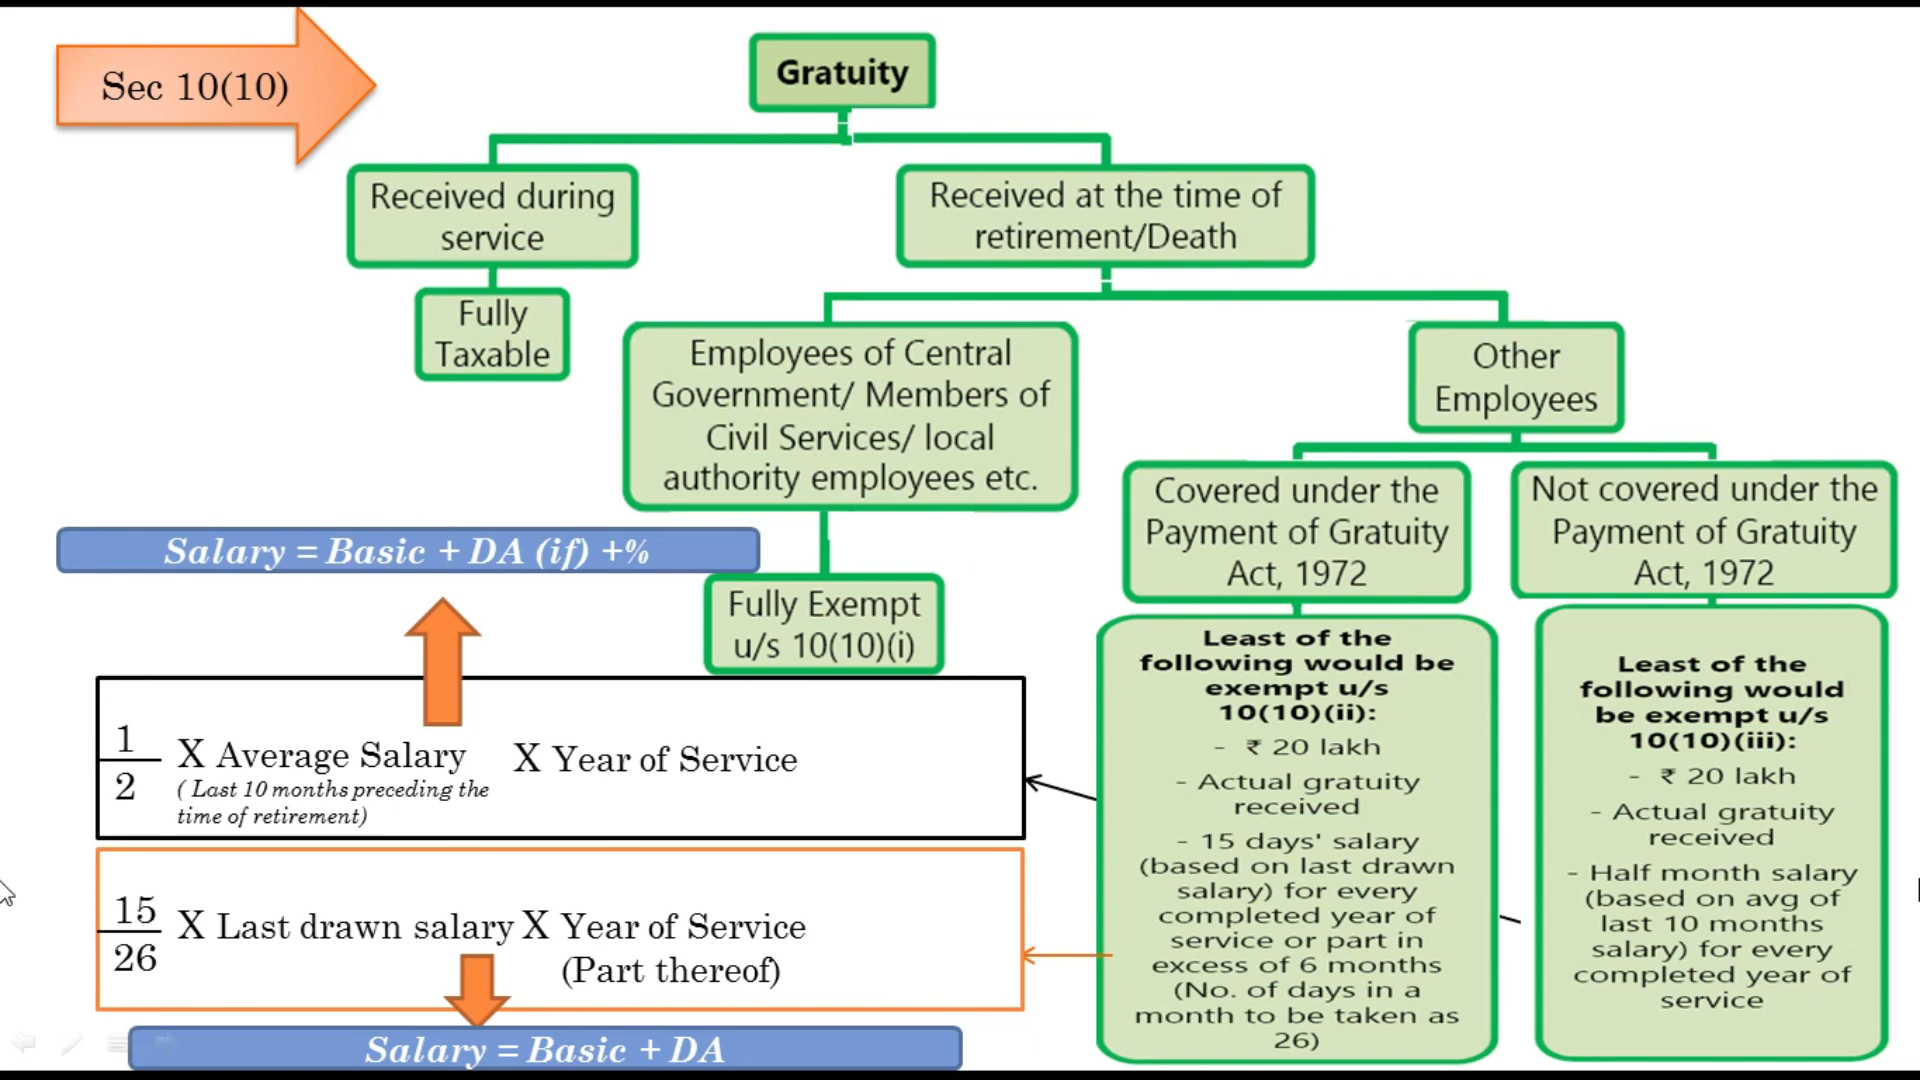 Sec 10(10)
Gratuity
Received during
service
Received at the time of
retirement/Death
Fully
Taxable
Employees of Central
Government/ Members of
Civil Services/ local
authority employees etc.
Other
Employees
Covered under the
Payment of Gratuity
Act, 1972
Not covered under the
Payment of Gratuity
Act, 1972
Salary = Basic + DA (if) +%
Fully Exempt
u/s 10(10)(i)
1
2
X Average Salary X Year of Service
( Last 10 months preceding the
time of retirement)
15
26
X Last drawn salary X Year of Service
(Part thereof)
Salary = Basic + DA
Least of the
following would be
exempt u/s
10(10)(ii):
- ₹ 20 lakh
- Actual gratuity
received
- 15 days' salary
(based on last drawn
salary) for every
completed year of
service or part in
excess of 6 months
(No. of days in a
month to be taken as
26)
Least of the
following would
be exempt u/s
10(10)(iii):
- ₹ 20 lakh
- Actual gratuity
received
- Half month salary
(based on avg of
last 10 months
salary) for every
completed year of
service